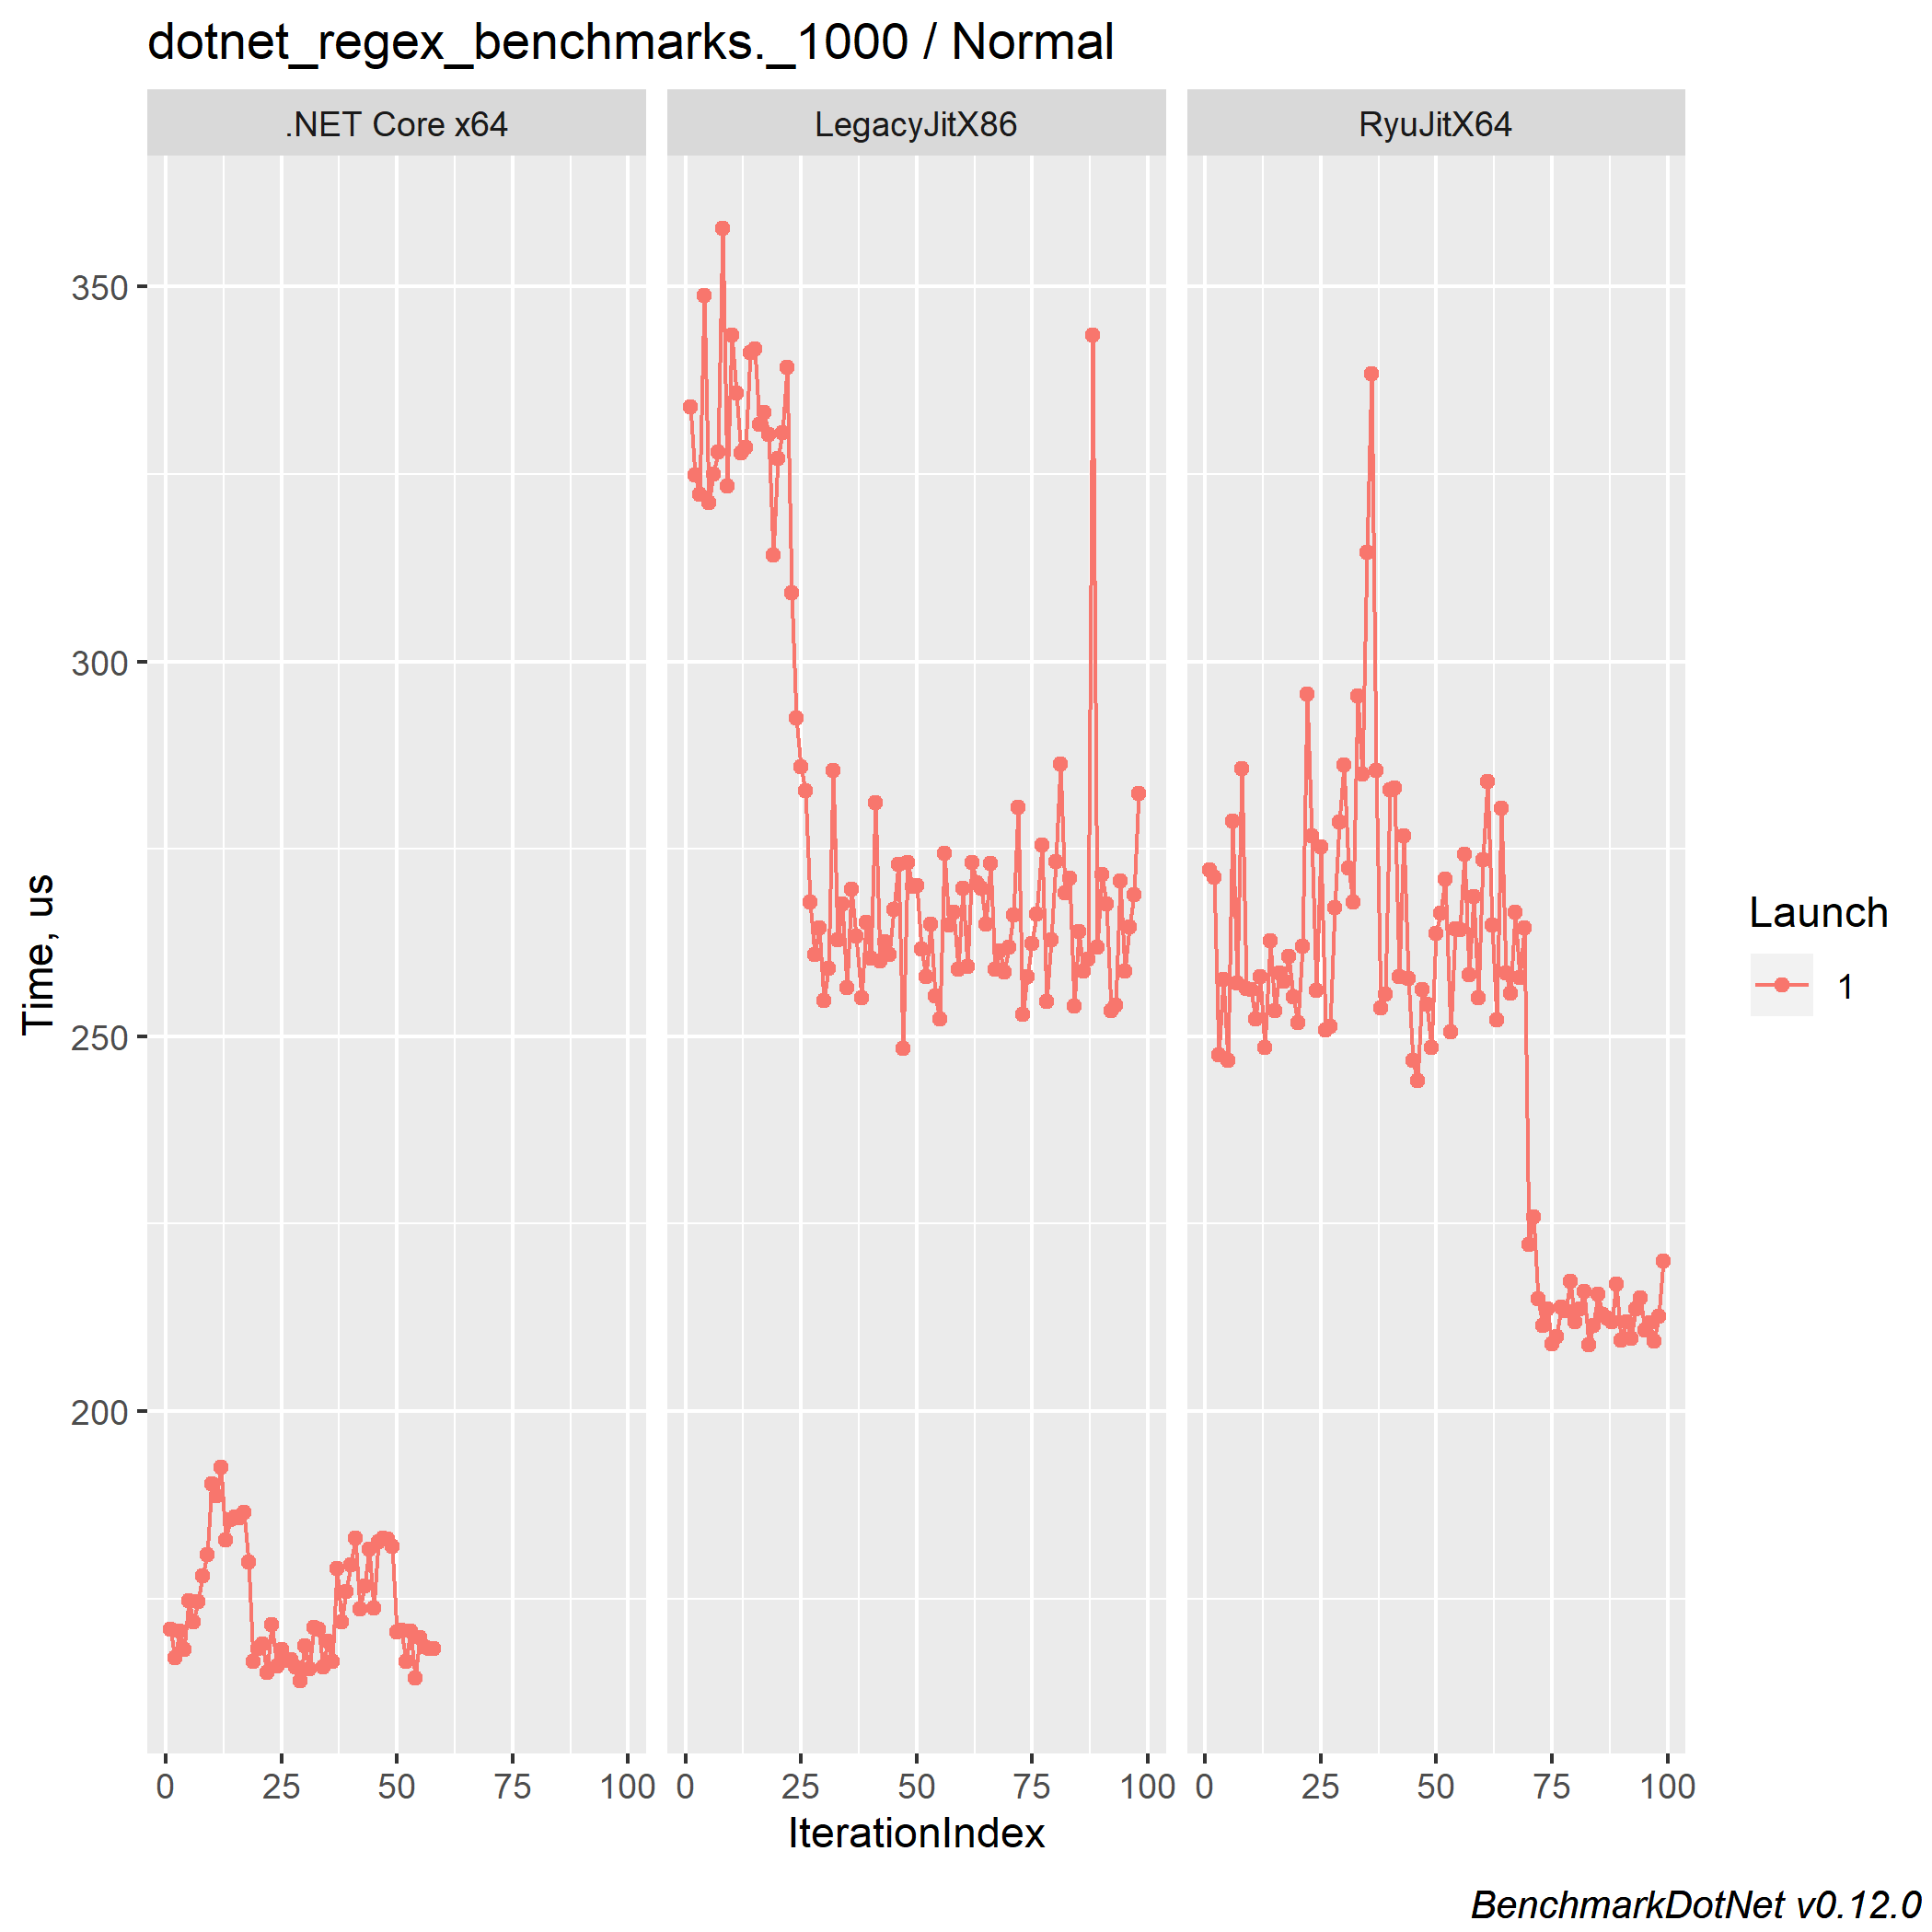 dotnet_regex_benchmarks._1000 / Normal
.NET Core x64
LegacyJitX86
RyuJitX64
350
300
250
200
Time, us
0 25 50 75 100
0 25 50 75 100
0 25 50 75 100
IterationIndex
Launch
1
BenchmarkDotNet v0.12.0